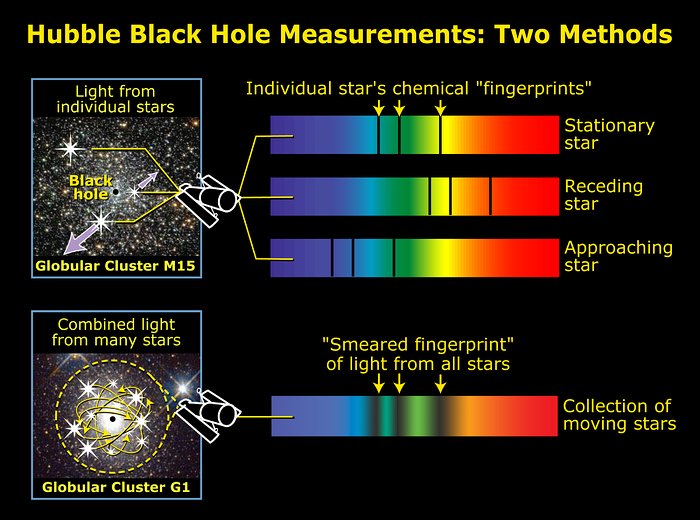 Hubble Black Hole Measurements: Two Methods
Light from
individual stars
Black
hole
Globular Cluster M15
Individual star's chemical "fingerprints"
Stationary
star
Receding
star
Approaching
star
Combined light
from many stars
Globular Cluster G1
"Smeared fingerprint"
of light from all stars
Collection of
moving stars